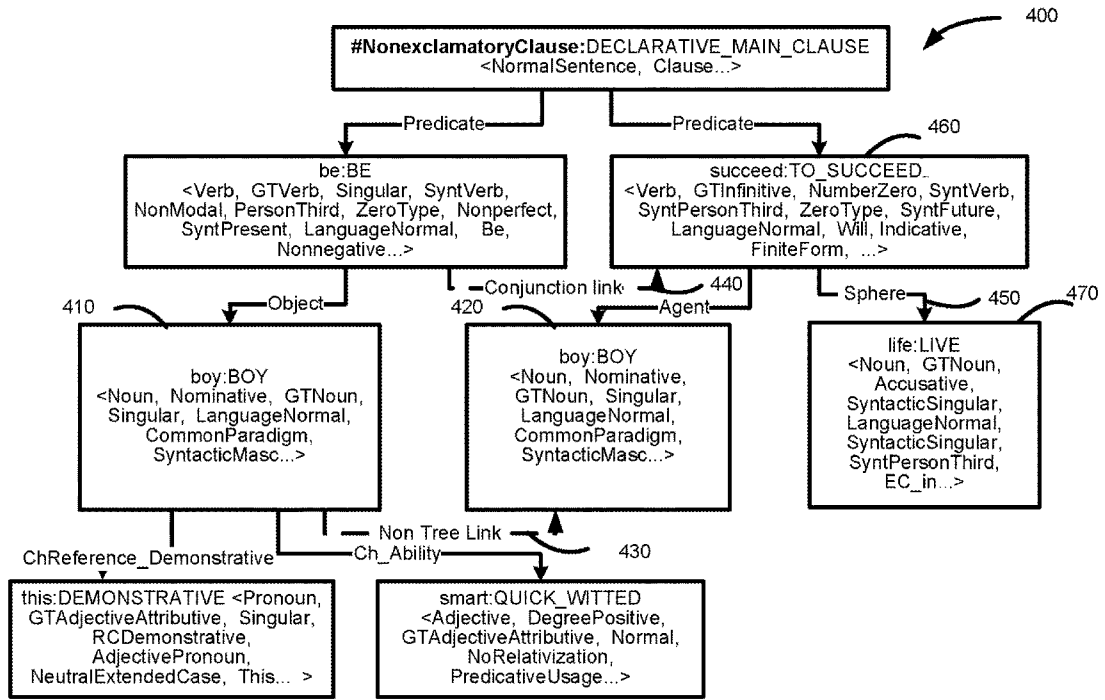 400
#NonexclamatoryClause:DECLARATIVE_MAIN_CLAUSE
<NormalSentence, Clause...>
Predicate
Predicate
460
be:BE
<Verb, GTVerb, Singular, SyntVerb,
NonModal, PersonThird, ZeroType, Nonperfect,
SyntPresent, LanguageNormal, Be,
Nonnegative...>
succeed:TO_SUCCEED
<Verb, GTInfinitive, NumberZero, SyntVerb,
SyntPersonThird, ZeroType, SyntFuture,
LanguageNormal, Will, Indicative,
FiniteForm, ...>
Conjunction link
440
410
Object
420
Agent
Sphere
450
470
boy:BOY
<Noun, Nominative, GTNoun,
Singular, LanguageNormal,
CommonParadigm,
SyntacticMasc...>
boy:BOY
<Noun, Nominative,
GTNoun, Singular,
LanguageNormal,
CommonParadigm,
SyntacticMasc...>
life:LIVE
<Noun, GTNoun,
Accusative,
SyntacticSingular,
LanguageNormal,
SyntacticSingular,
SyntPersonThird,
EC_in...>
Non Tree Link
430
ChReference_Demonstrative
Ch_Ability
this:DEMONSTRATIVE <Pronoun,
GTAdjectiveAttributive, Singular,
RCDemonstrative,
AdjectivePronoun,
NeutralExtendedCase, This... >
smart:QUICK_WITTED
<Adjective, DegreePositive,
GTAdjectiveAttributive, Normal,
NoRelativization,
PredicativeUsage...>